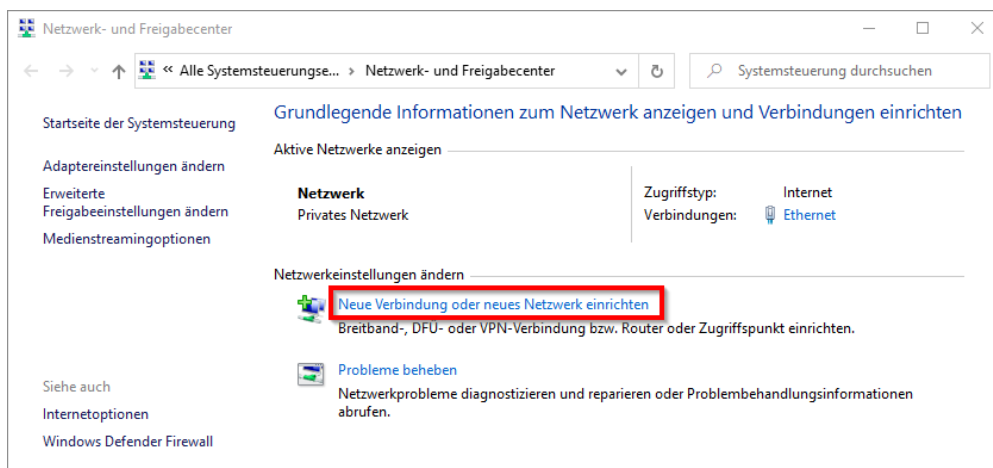 Netzwerk- und Freigabecenter
« Alle Systemsteuerungse... > Netzwerk- und Freigabecenter
Systemsteuerung durchsuchen
Startseite der Systemsteuerung
Adaptereinstellungen ändern
Erweiterte
Freigabeeinstellungen ändern
Medienstreamingoptionen
Siehe auch
Internetoptionen
Windows Defender Firewall
Grundlegende Informationen zum Netzwerk anzeigen und Verbindungen einrichten
Aktive Netzwerke anzeigen
Netzwerk
Privates Netzwerk
Zugriffstyp: Internet
Verbindungen: Ethernet
Netzwerkeinstellungen ändern
Neue Verbindung oder neues Netzwerk einrichten
Breitband-, DFÜ- oder VPN-Verbindung bzw. Router oder Zugriffspunkt einrichten.
Probleme beheben
Netzwerkprobleme diagnostizieren und reparieren oder Problembehandlungsinformationen
abrufen.